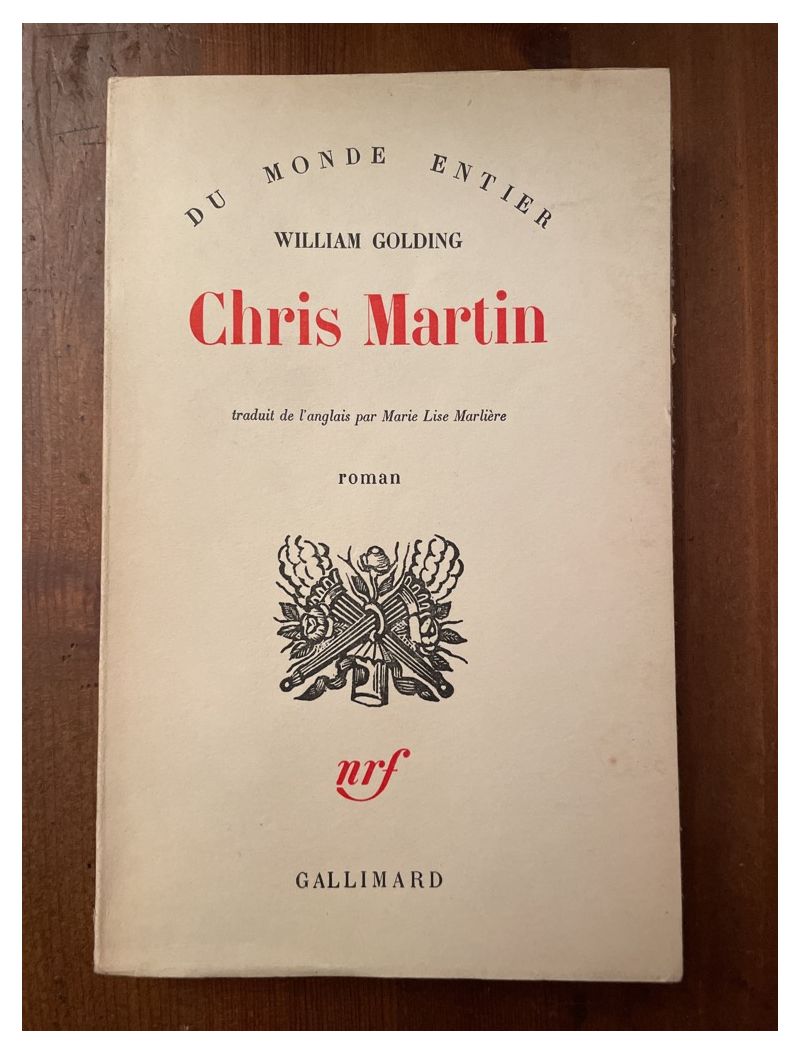 DU MONDE ENTIER
WILLIAM GOLDING
Chris Martin
traduit de l'anglais par Marie Lise Marlière
roman
nrf
GALLIMARD